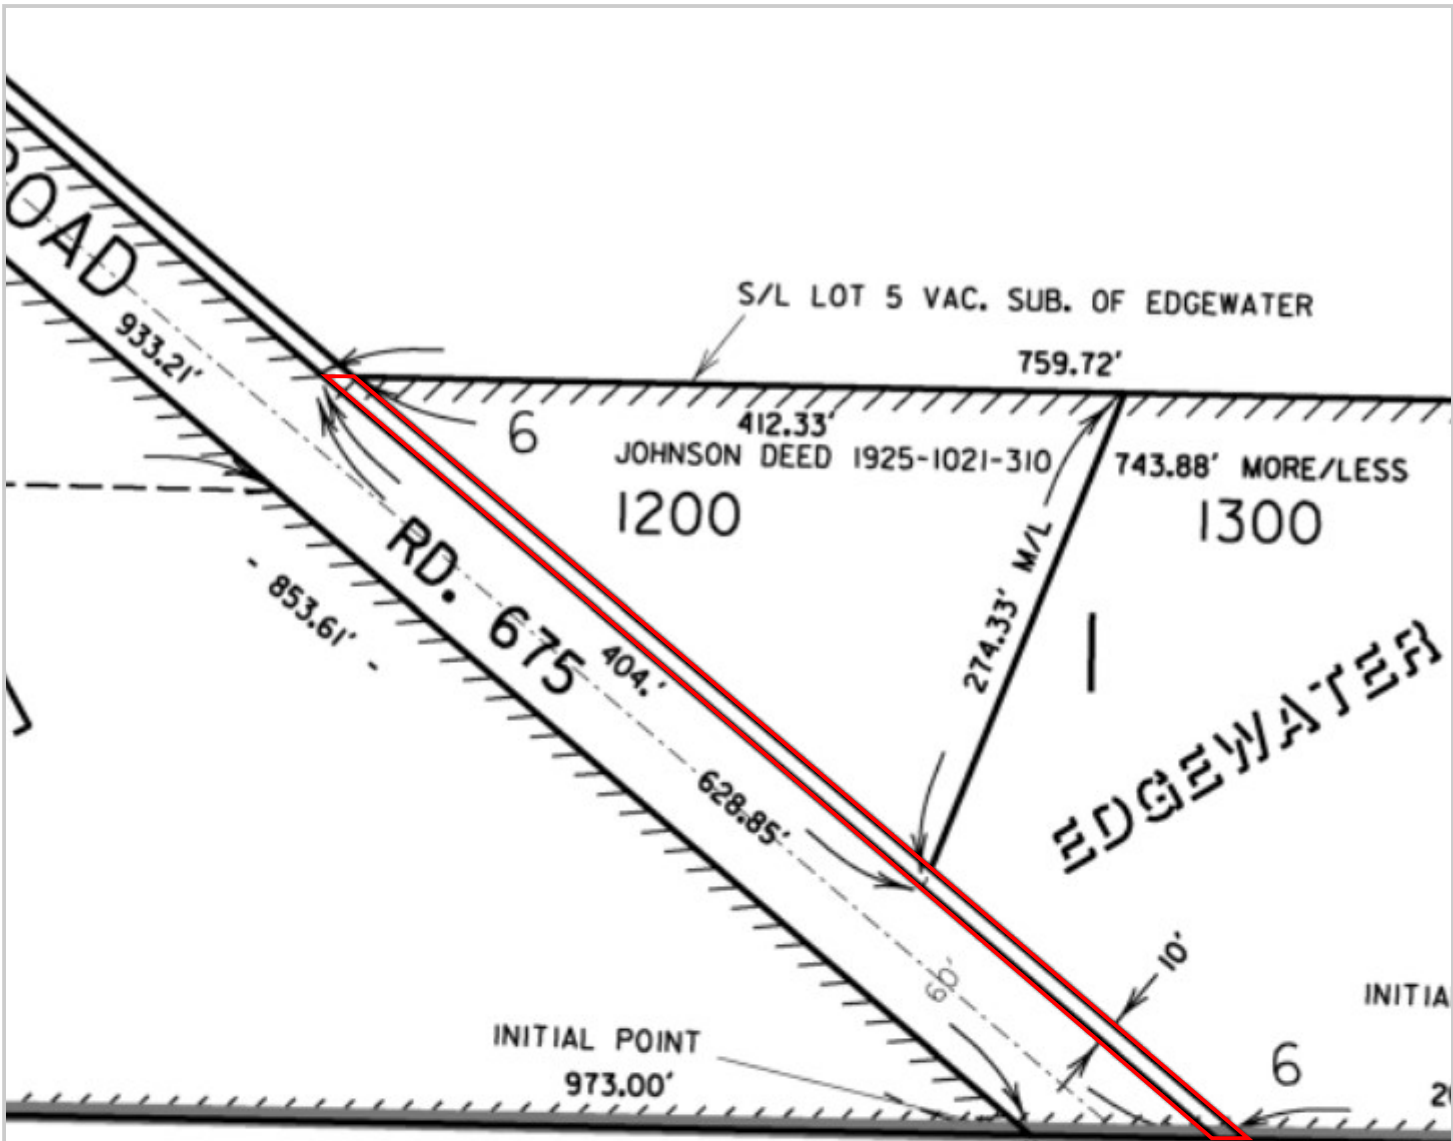 S/L LOT 5 VAC. SUB. OF EDGEWATER
759.72'
OAD
933.21'
6
412.33'
JOHNSON DEED 1925-1021-310
743.88' MORE/LESS
1200
1300
RD. 675
274.33' M/L
- 853.61' -
404.'
1
EDGEWATER
628.85'
10'
60'
INITIA
INITIAL POINT
973.00'
6